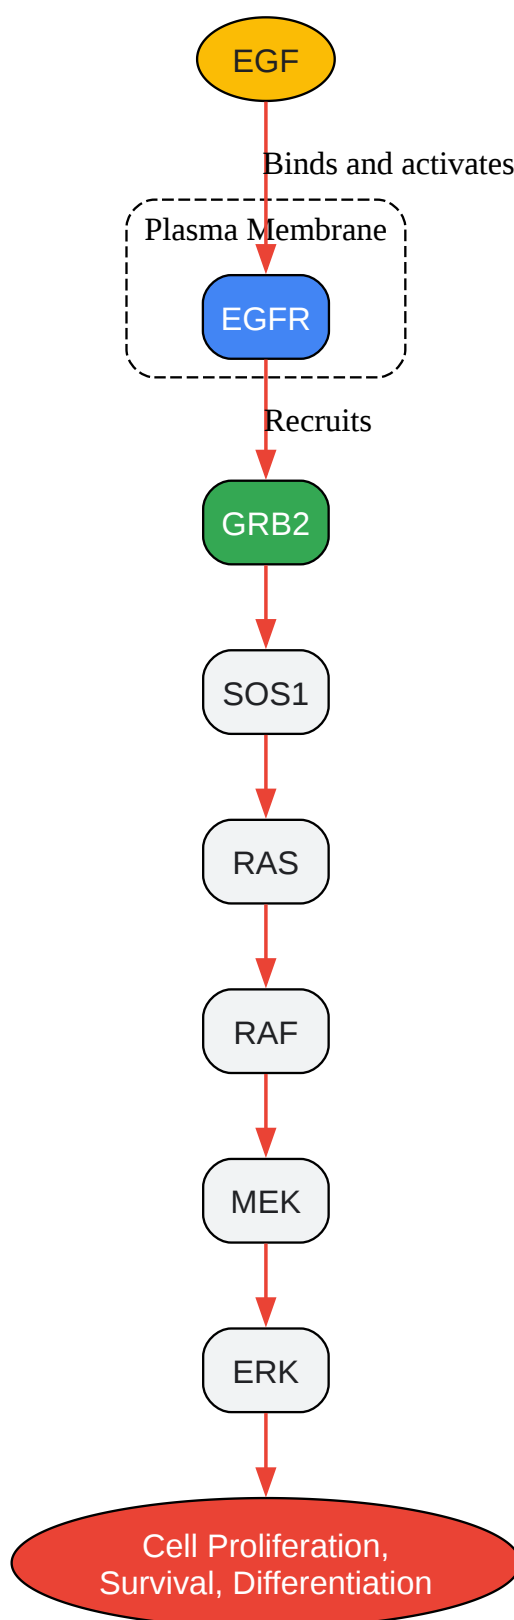 EGF
Binds and activates
Plasma Membrane
EGFR
Recruits
GRB2
SOS1
RAS
RAF
MEK
ERK
Cell Proliferation,
Survival, Differentiation